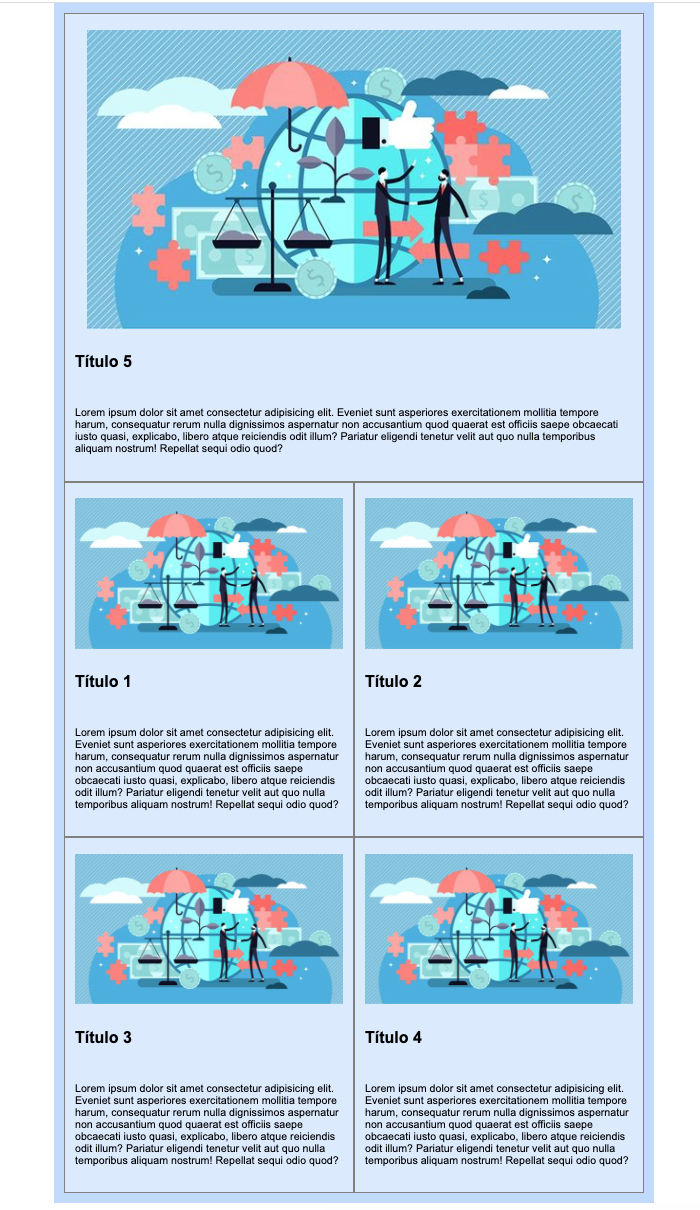 Título 5
Lorem ipsum dolor sit amet consectetur adipisicing elit. Eveniet sunt asperiores exercitationem mollitia tempore
harum, consequatur rerum nulla dignissimos aspernatur non accusantium quod quaerat est officiis saepe obcaecati
iusto quasi, explicabo, libero atque reiciendis odit illum? Pariatur eligendi tenetur velit aut quo nulla temporibus
aliquam nostrum! Repellat sequi odio quod?
Título 1
Lorem ipsum dolor sit amet consectetur adipisicing elit.
Eveniet sunt asperiores exercitationem mollitia tempore
harum, consequatur rerum nulla dignissimos aspernatur
non accusantium quod quaerat est officiis saepe
obcaecati iusto quasi, explicabo, libero atque reiciendis
odit illum? Pariatur eligendi tenetur velit aut quo nulla
temporibus aliquam nostrum! Repellat sequi odio quod?
Título 2
Lorem ipsum dolor sit amet consectetur adipisicing elit.
Eveniet sunt asperiores exercitationem mollitia tempore
harum, consequatur rerum nulla dignissimos aspernatur
non accusantium quod quaerat est officiis saepe
obcaecati iusto quasi, explicabo, libero atque reiciendis
odit illum? Pariatur eligendi tenetur velit aut quo nulla
temporibus aliquam nostrum! Repellat sequi odio quod?
Título 3
Lorem ipsum dolor sit amet consectetur adipisicing elit.
Eveniet sunt asperiores exercitationem mollitia tempore
harum, consequatur rerum nulla dignissimos aspernatur
non accusantium quod quaerat est officiis saepe
obcaecati iusto quasi, explicabo, libero atque reiciendis
odit illum? Pariatur eligendi tenetur velit aut quo nulla
temporibus aliquam nostrum! Repellat sequi odio quod?
Título 4
Lorem ipsum dolor sit amet consectetur adipisicing elit.
Eveniet sunt asperiores exercitationem mollitia tempore
harum, consequatur rerum nulla dignissimos aspernatur
non accusantium quod quaerat est officiis saepe
obcaecati iusto quasi, explicabo, libero atque reiciendis
odit illum? Pariatur eligendi tenetur velit aut quo nulla
temporibus aliquam nostrum! Repellat sequi odio quod?